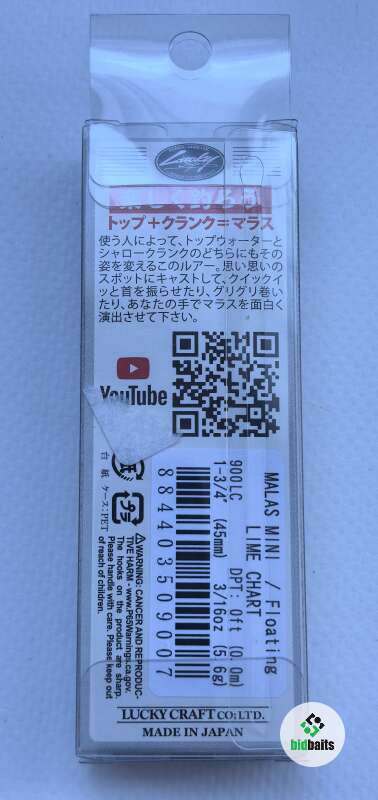 Lucky
トップ+クランク=マラス
使う人によって、トップウォーターと
シャロークランクのどちらにもその
姿を変えるこのルアー。思い思いの
スポットにキャストして、クイックイ
ッと首を振らせたり、グリグリ巻い
たり、あなたの手でマラスを面白く
演出させて下さい。
YouTube
台紙 ケース:PET
MALAS MINI / Floating
LIME CHART
900LC DPT: 0ft (0.0m)
1-3/4" (45mm) 3/16oz (5.6g)
884403509007
⚠WARNING: CANCER AND REPRODUC-
TIVE HARM - www.P65Warnings.ca.gov.
The hooks on the product are sharp.
Please handle with care. Please keep out
of reach of children.
LUCKY CRAFT CO:LTD.
MADE IN JAPAN
bidbaits